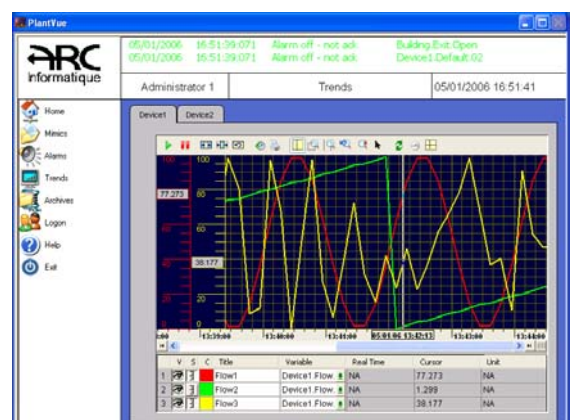 PlantVue
ARC
informatique
05/01/2006 16:51:39:071 Alarm off - not ack Building.Exit.Open
05/01/2006 16:51:39:071 Alarm off - not ack Device1.Default.02
Administrator 1 Trends 05/01/2006 16:51:41
Home
Mimics
Alarms
Trends
Archives
Logon
Help
Exit
Device1 Device2
100 100
77.273 80
60
38.177
20
13:39:00 13:40:00 13:41:00 05/01/06 13:42:13 13:43:00 13:44:00
V S C Title Variable Real Time Cursor Unit
1 Flow1 Device1.Flow. NA 77.273 NA
2 Flow2 Device1.Flow. NA 1.299 NA
3 Flow3 Device1.Flow. NA 38.177 NA